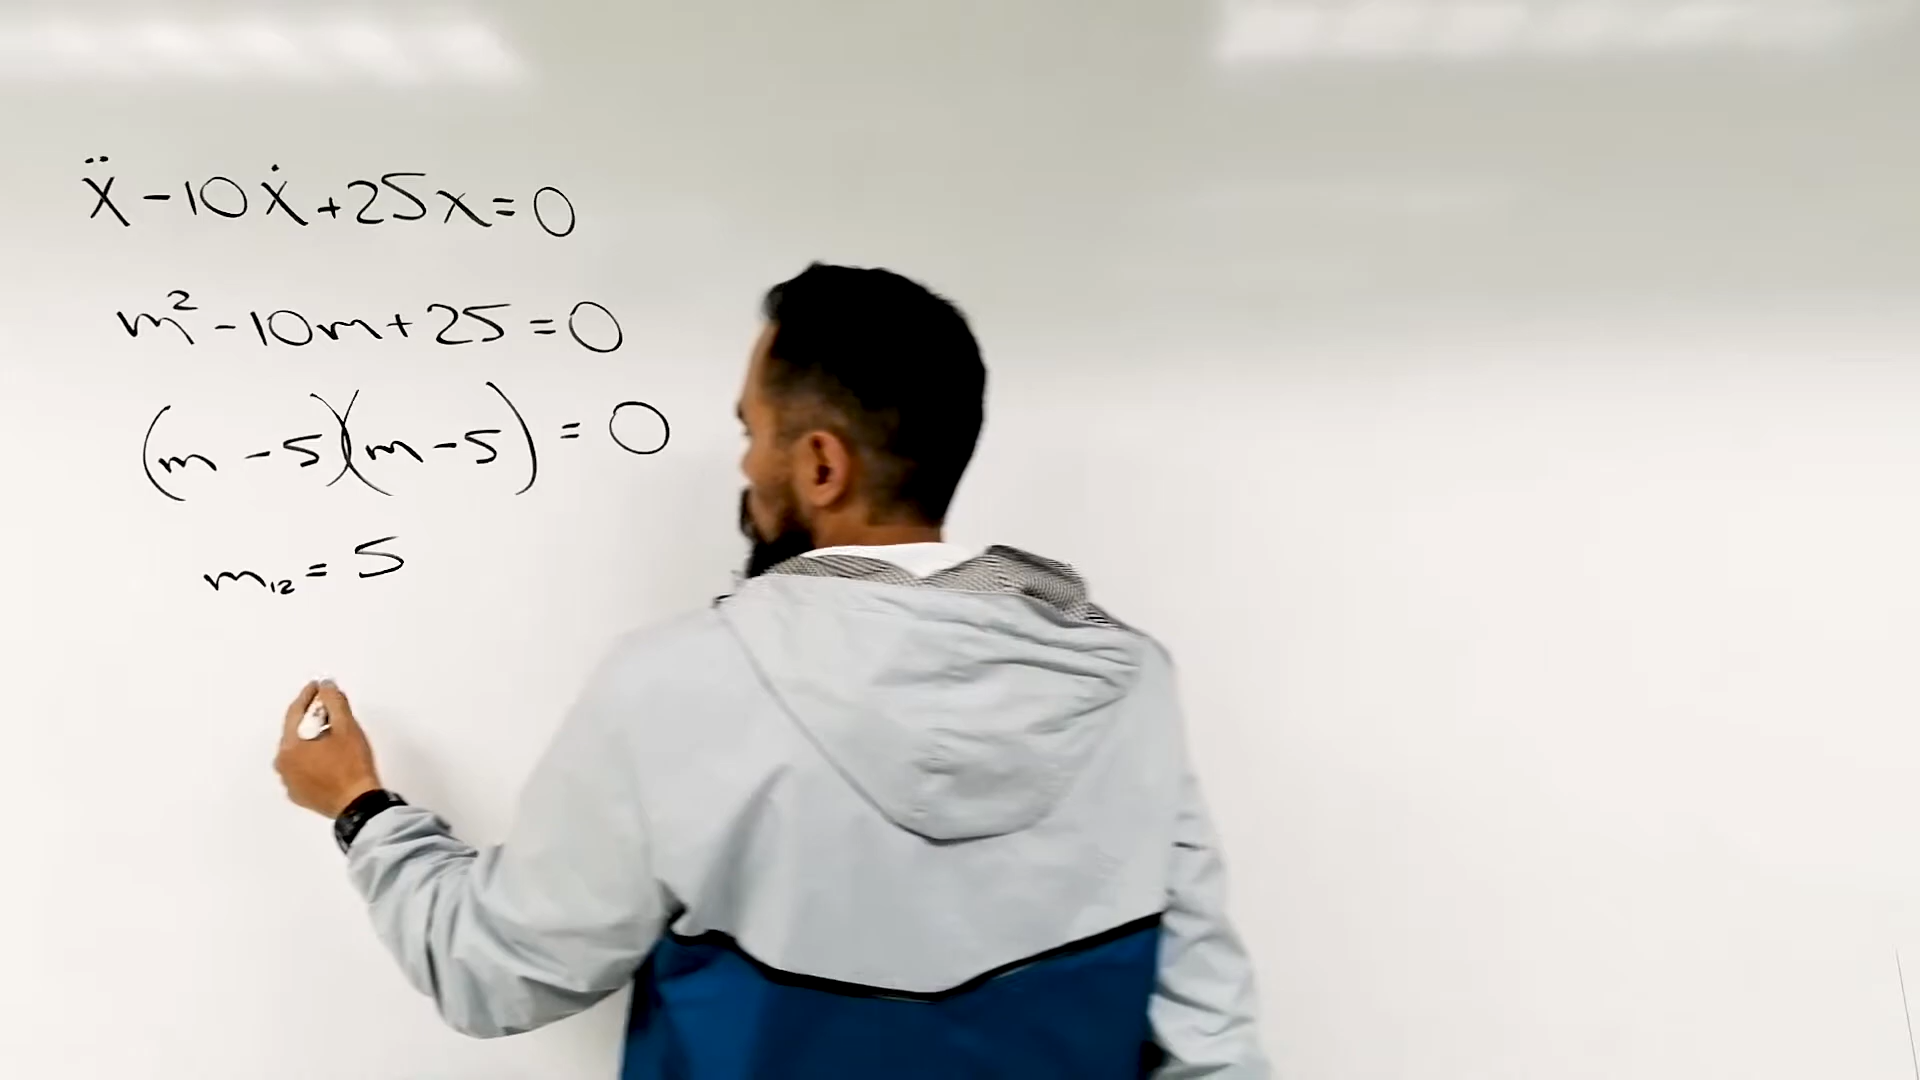 ẍ - 10ẋ + 25x = 0
m² - 10m + 25 = 0
(m - 5)(m - 5) = 0
m₁₂ = 5